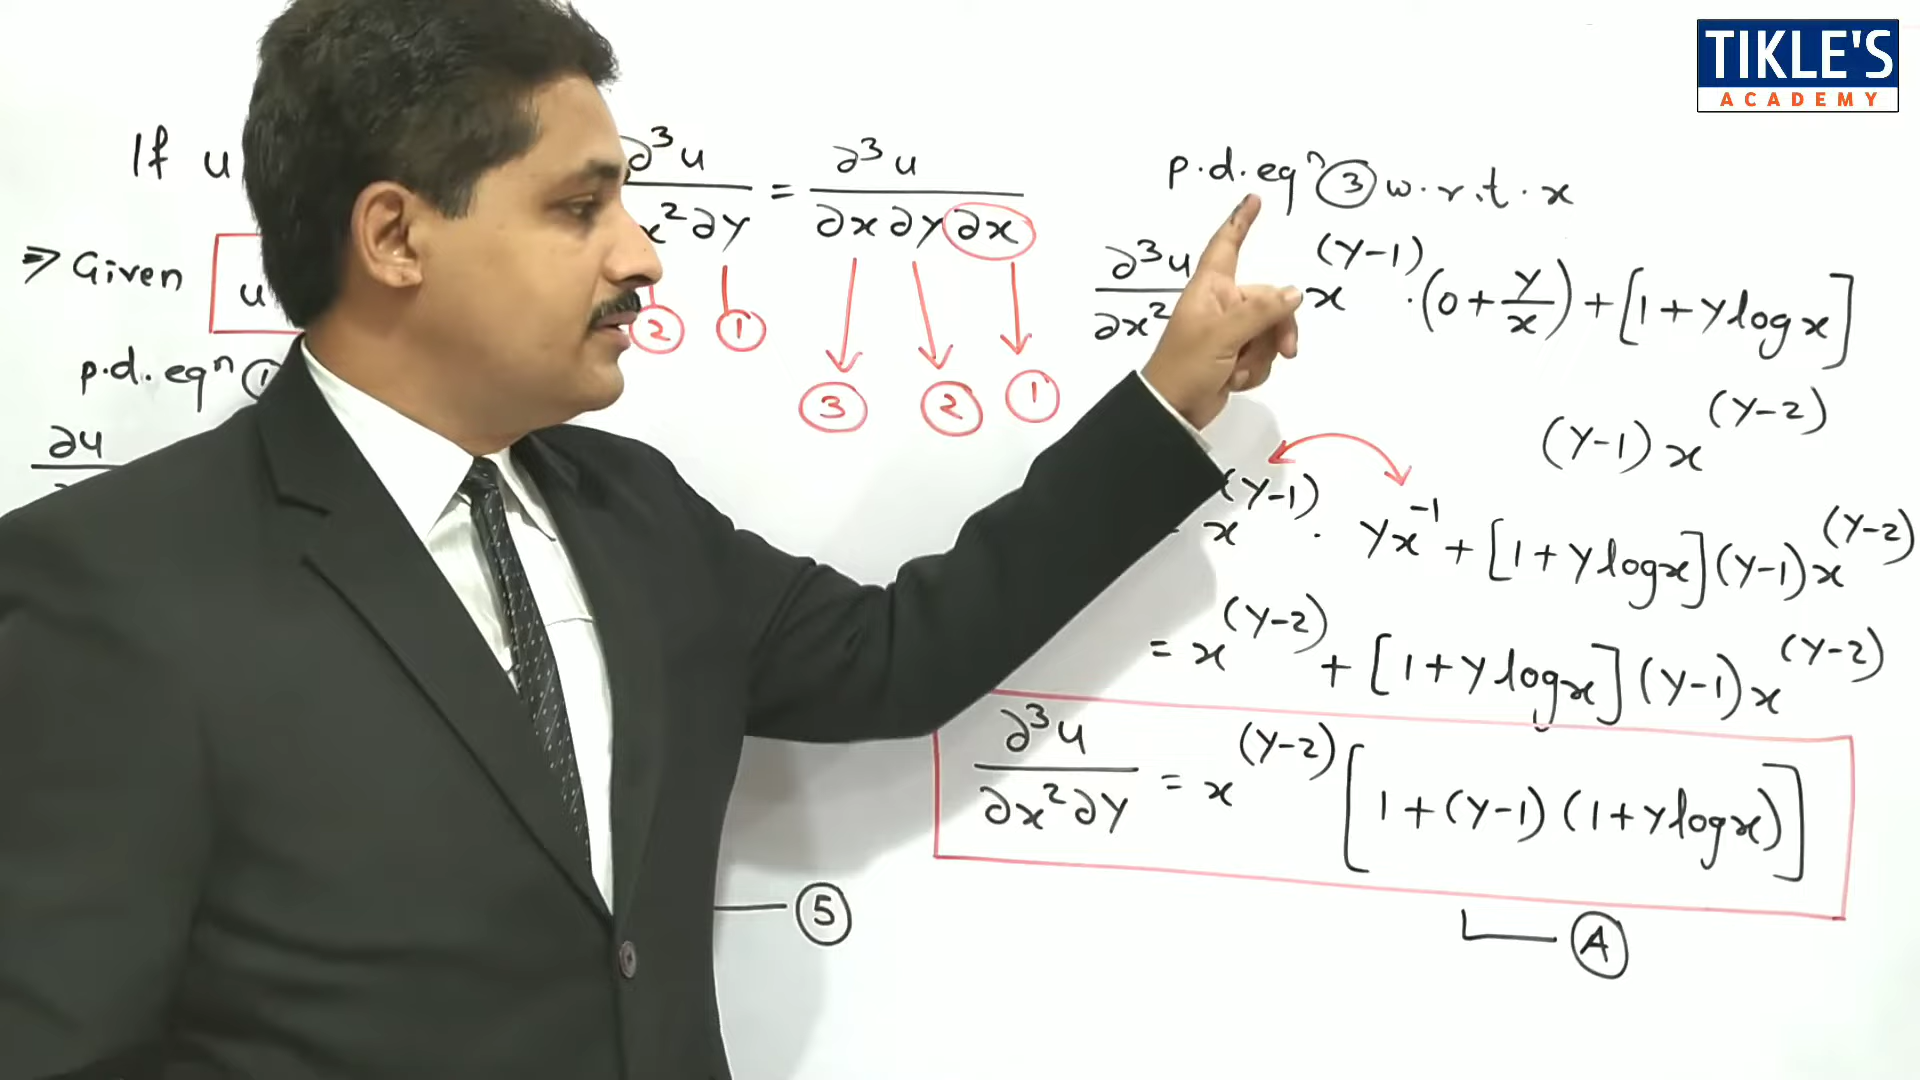 TIKLE'S
ACADEMY
If u ∂³u / x²∂y = ∂³u / ∂x∂y∂x
⇒ Given u
2 1
3 2 1
p.d. eqⁿ 1
∂u
5
p.d. eqⁿ 3 w.r.t. x
∂³u / ∂x² x^(y-1) · (0 + y/x) + [1 + y log x]
(y-1) x^(y-2)
= x^(y-1) · yx^-1 + [1 + y log x] (y-1) x^(y-2)
= x^(y-2) + [1 + y log x] (y-1) x^(y-2)
∂³u / ∂x²∂y = x^(y-2) [1 + (y-1) (1 + y log x)]
A